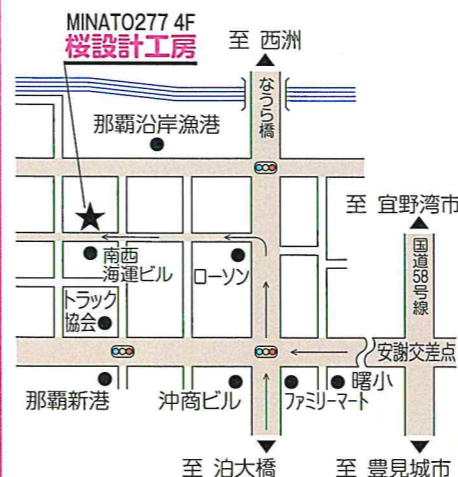 MINATO277 4F
桜設計工房
至 西洲
なうら橋
那覇沿岸漁港
至 宜野湾市
国道58号線
南西
海運ビル
ローソン
トラック
協会
安謝交差点
那覇新港
沖商ビル
ファミリーマート
曙小
至 泊大橋
至 豊見城市